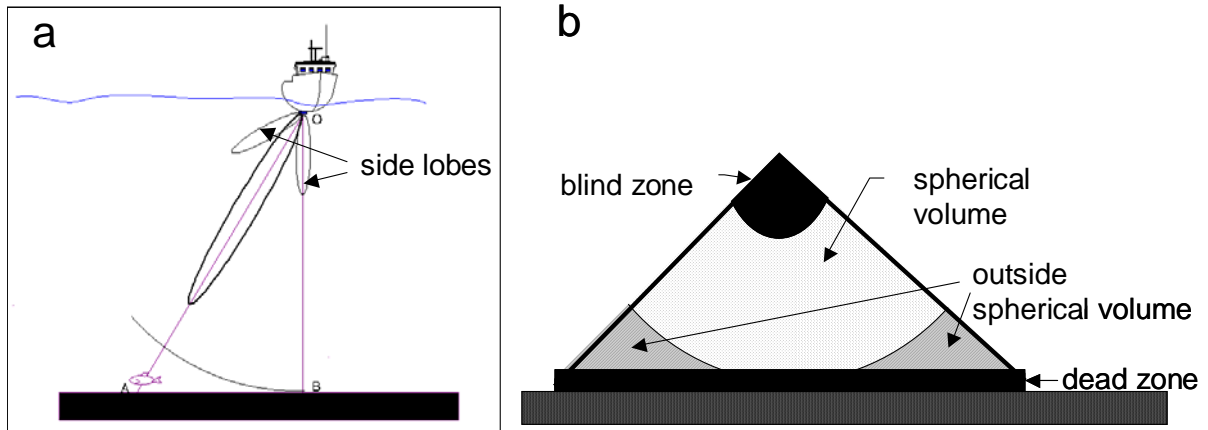 a
O
side lobes
A
B
b
blind zone
spherical
volume
outside
spherical volume
dead zone